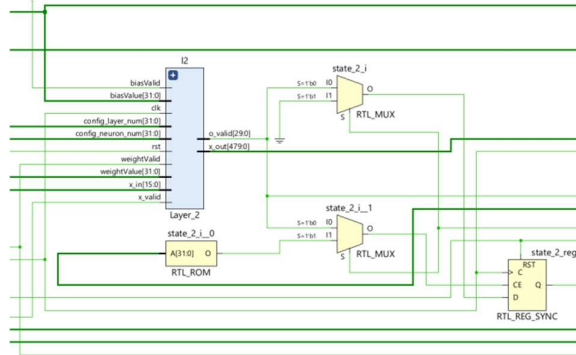 l2
biasValid
biasValue[31:0]
clk
config_layer_num[31:0]
config_neuron_num[31:0]
rst
weightValid
weightValue[31:0]
x_in[15:0]
x_valid
o_valid[29:0]
x_out[479:0]
Layer_2
state_2_i
S=1'b0 I0
S=1'b1 I1
O
S
RTL_MUX
state_2_i__0
A[31:0] O
RTL_ROM
state_2_i__1
S=1'b0 I0
S=1'b1 I1
O
S
RTL_MUX
state_2_reg
RST
C
CE Q
D
RTL_REG_SYNC